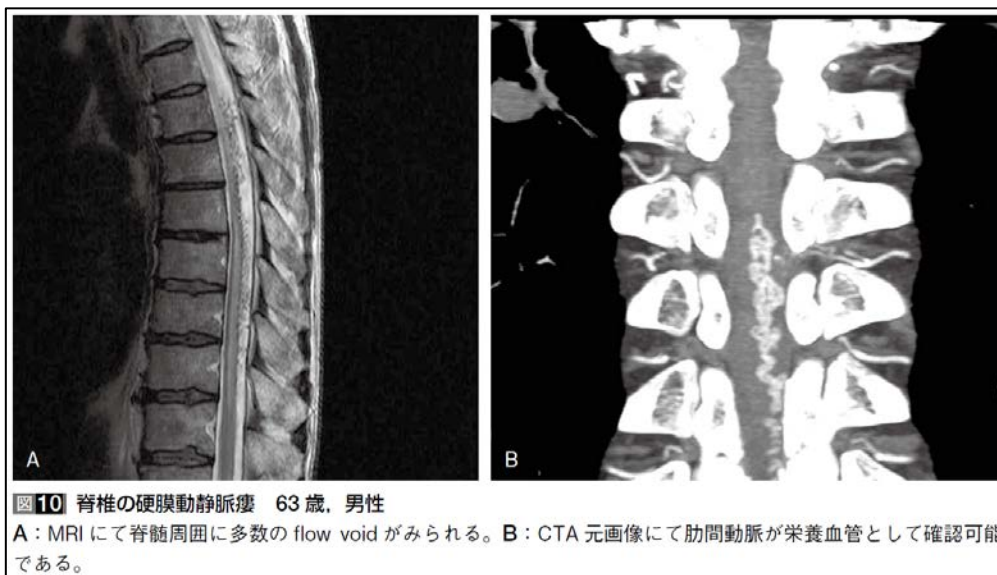 A
B
図10 脊椎の硬膜動静脈瘻 63歳，男性
A：MRIにて脊髄周囲に多数のflow voidがみられる。B：CTA元画像にて肋間動脈が栄養血管として確認可能
である。